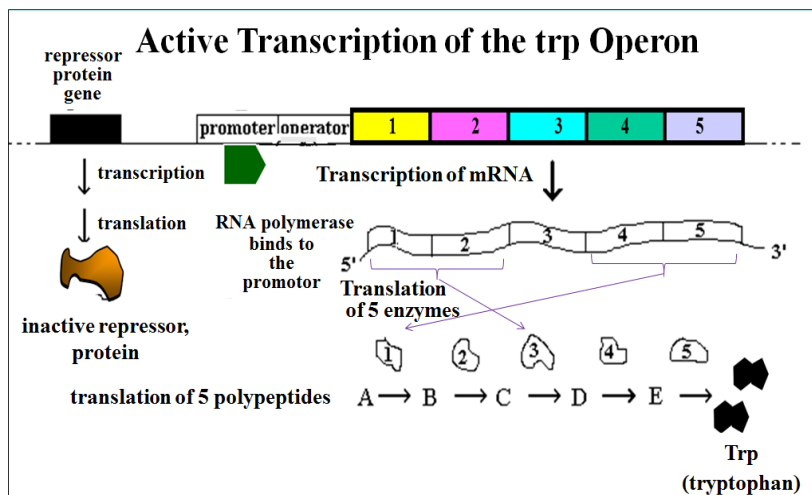 Active Transcription of the trp Operon
repressor
protein
gene
promoter operator 1 2 3 4 5
transcription
Transcription of mRNA
translation
RNA polymerase
binds to
the
promotor
5' 1 2 3 4 5 3'
Translation
of 5 enzymes
inactive repressor,
protein
1 2 3 4 5
translation of 5 polypeptides A B C D E
Trp
(tryptophan)